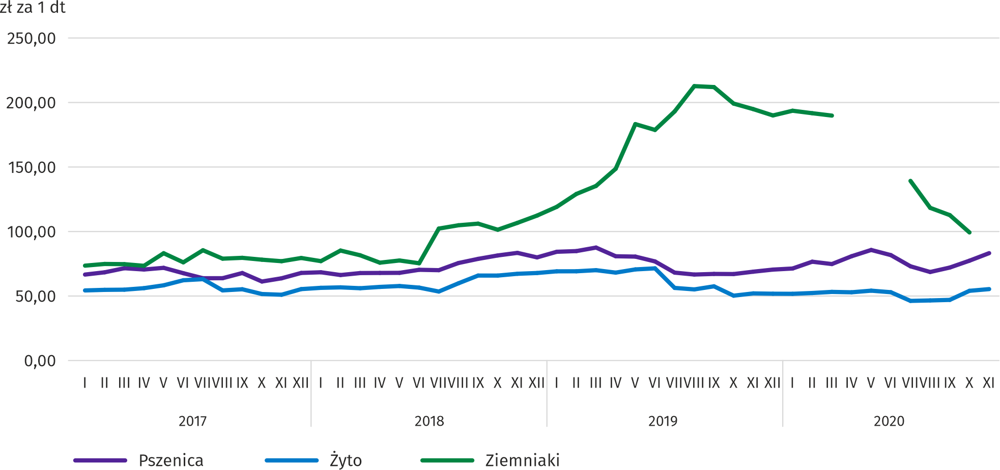 zł za 1 dt
250,00
200,00
150,00
100,00
50,00
0,00
I II III IV V VI VII VIII IX X XI XII I II III IV V VI VII VIII IX X XI XII I II III IV V VI VII VIII IX X XI XII I II III IV V VI VII VIII IX X XI
2017 2018 2019 2020
Pszenica Żyto Ziemniaki